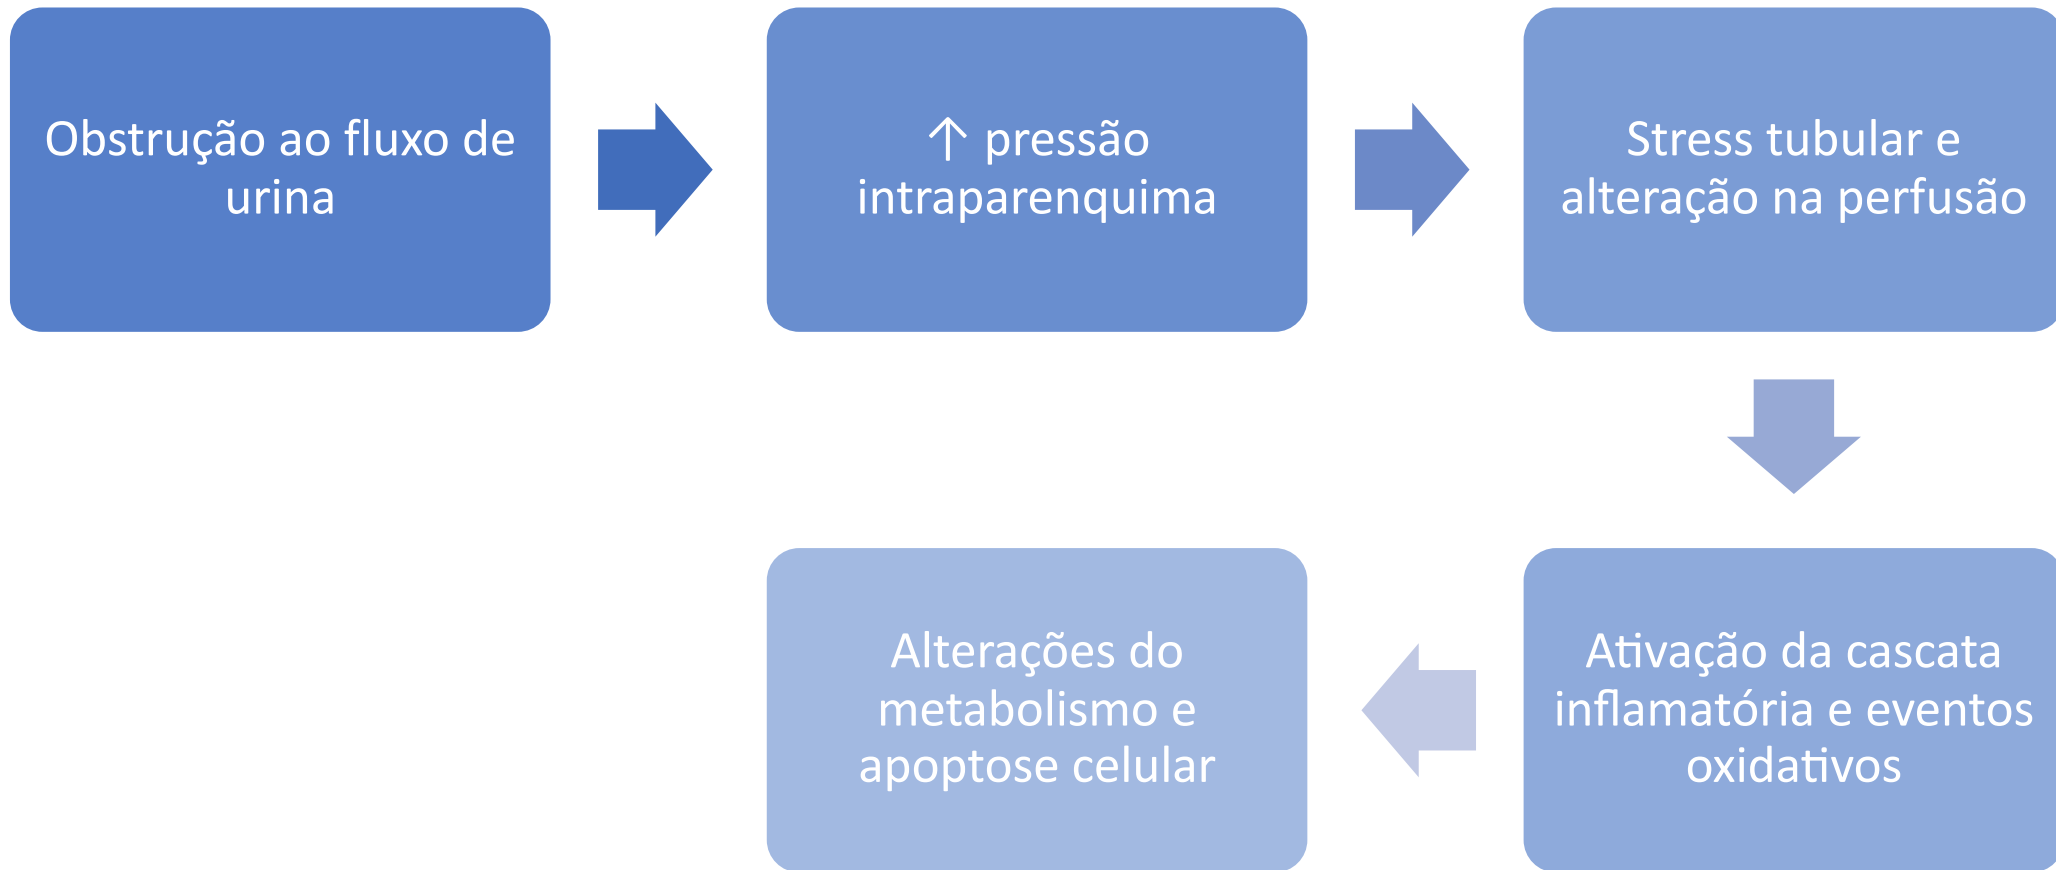 Obstrução ao fluxo de
urina
↑ pressão
intraparenquima
Stress tubular e
alteração na perfusão
Ativação da cascata
inflamatória e eventos
oxidativos
Alterações do
metabolismo e
apoptose celular